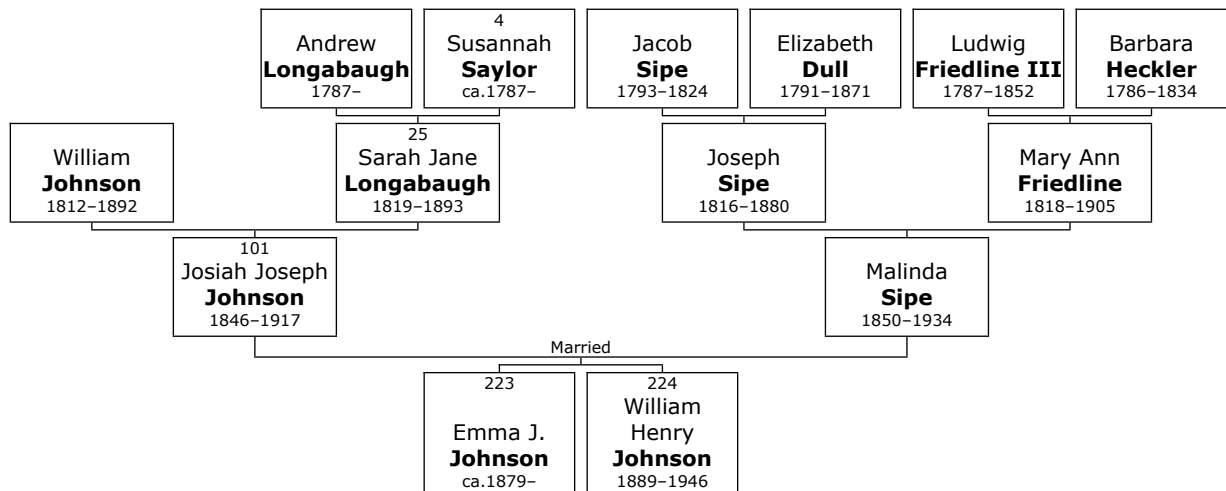 Andrew
Longabaugh
1787–
4
Susannah
Saylor
ca.1787–
Jacob
Sipe
1793–1824
Elizabeth
Dull
1791–1871
Ludwig
Friedline III
1787–1852
Barbara
Heckler
1786–1834
William
Johnson
1812–1892
25
Sarah Jane
Longabaugh
1819–1893
Joseph
Sipe
1816–1880
Mary Ann
Friedline
1818–1905
101
Josiah Joseph
Johnson
1846–1917
Malinda
Sipe
1850–1934
Married
223
Emma J.
Johnson
ca.1879–
224
William
Henry
Johnson
1889–1946